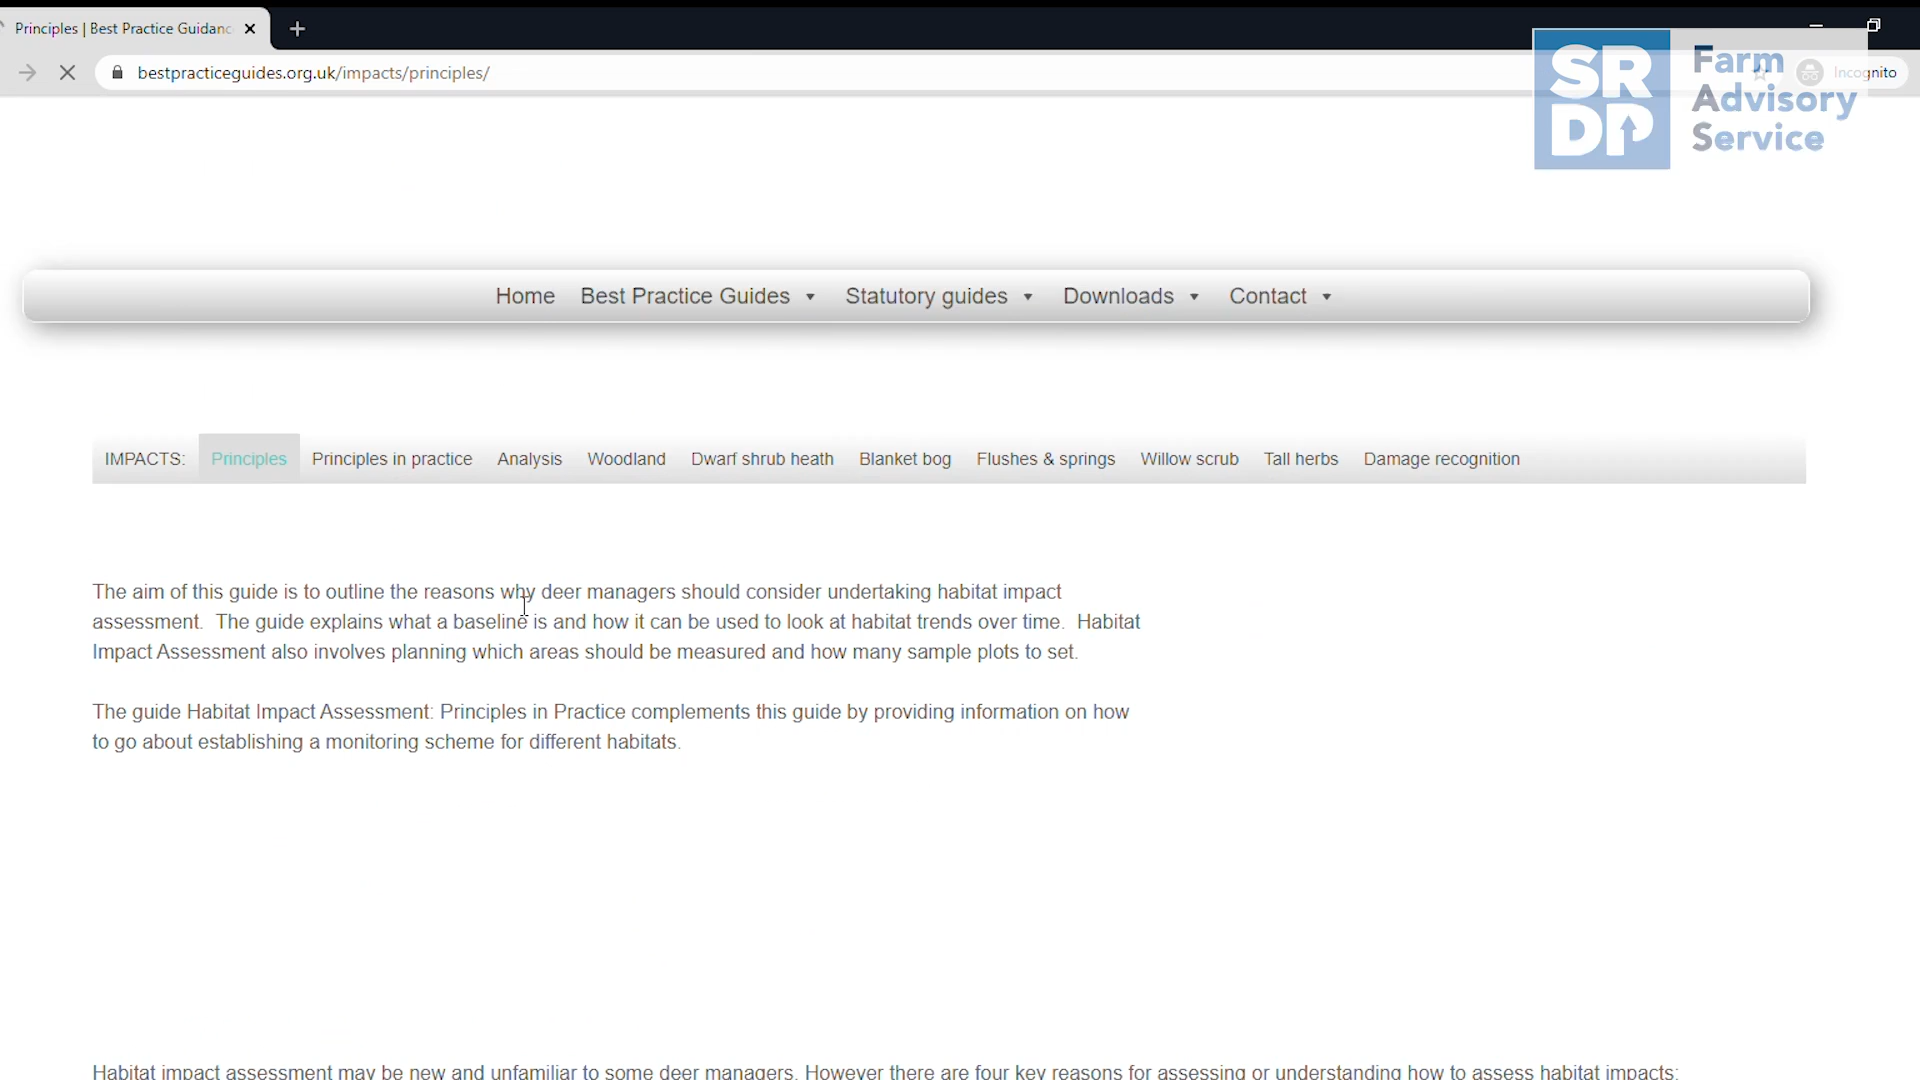 Principles | Best Practice Guidanc
bestpracticeguides.org.uk/impacts/principles/
Incognito
SR
DP
Farm
Advisory
Service
Home Best Practice Guides Statutory guides Downloads Contact
IMPACTS: Principles Principles in practice Analysis Woodland Dwarf shrub heath Blanket bog Flushes & springs Willow scrub Tall herbs Damage recognition
The aim of this guide is to outline the reasons why deer managers should consider undertaking habitat impact
assessment. The guide explains what a baseline is and how it can be used to look at habitat trends over time. Habitat
Impact Assessment also involves planning which areas should be measured and how many sample plots to set.
The guide Habitat Impact Assessment: Principles in Practice complements this guide by providing information on how
to go about establishing a monitoring scheme for different habitats.
Habitat impact assessment may be new and unfamiliar to some deer managers. However there are four key reasons for assessing or understanding how to assess habitat impacts: